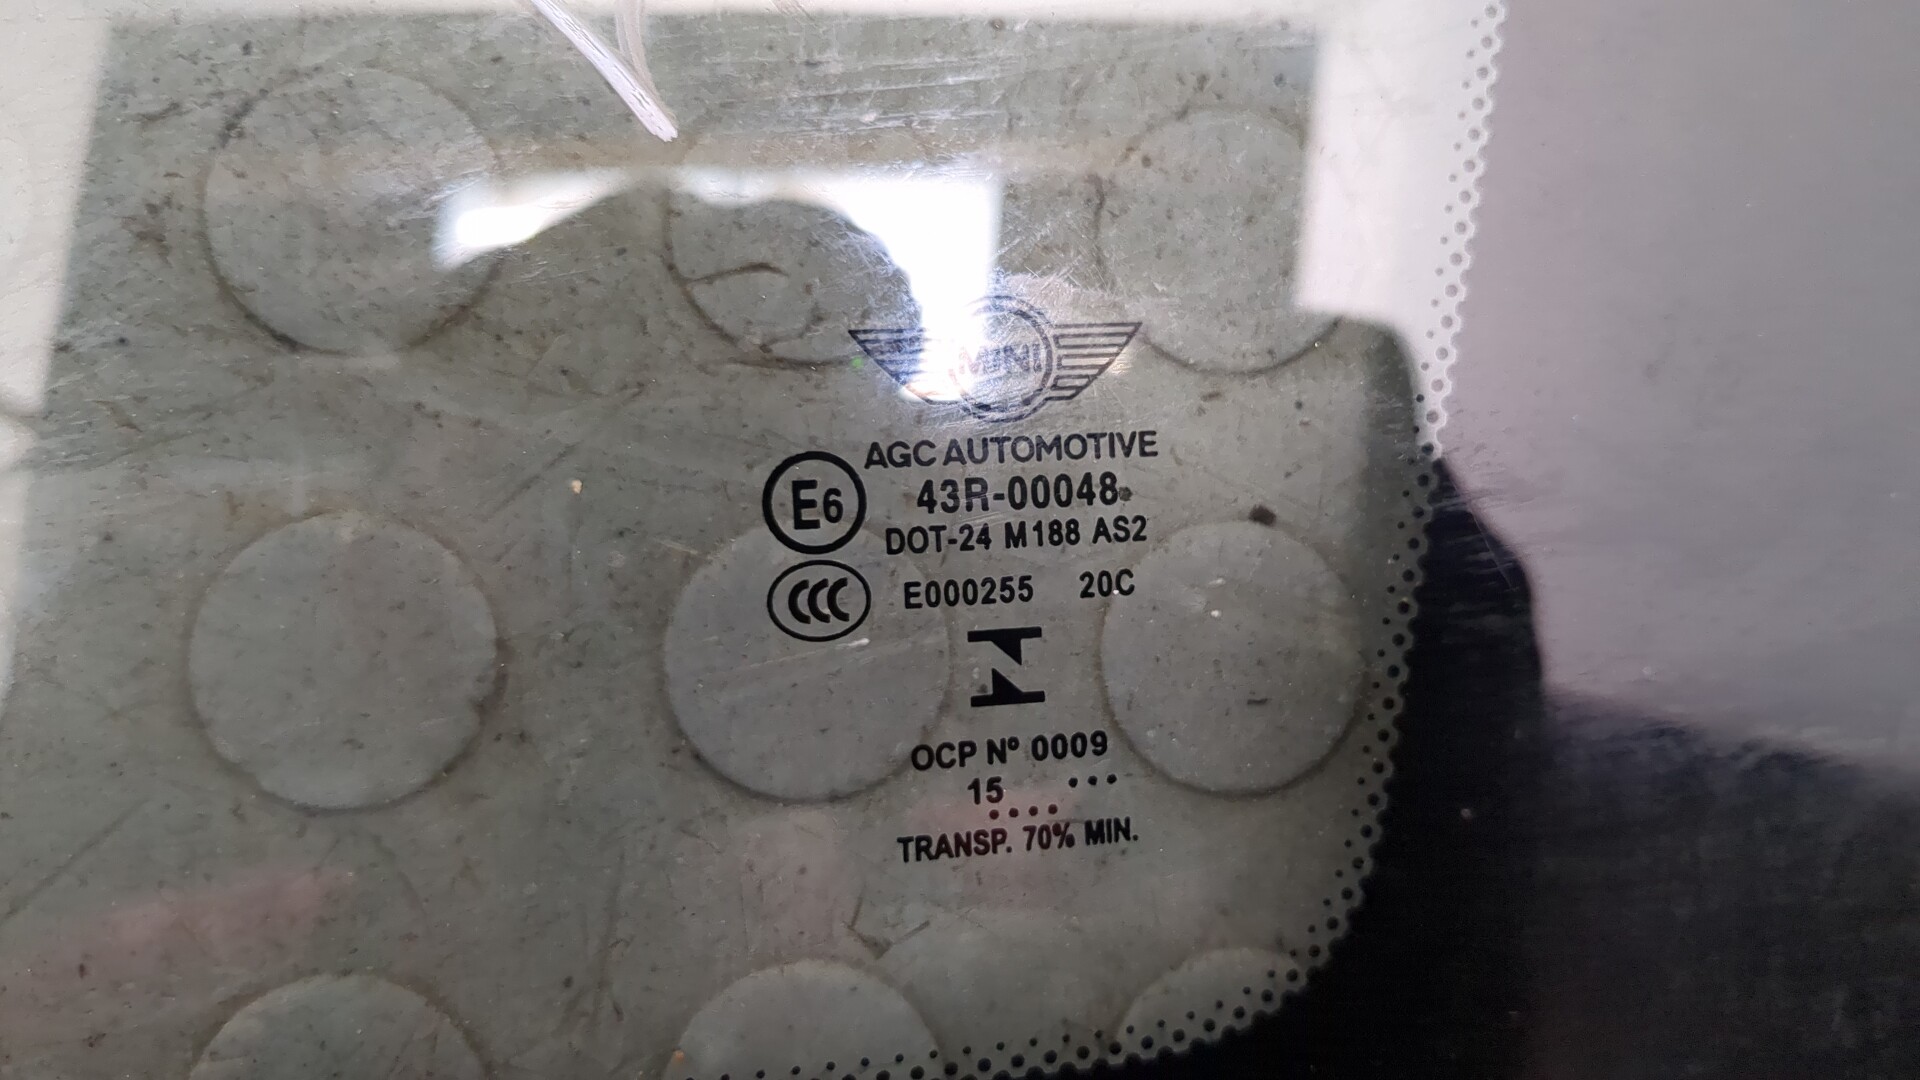 MINI
AGC AUTOMOTIVE
E6 43R-00048
DOT-24 M188 AS2
CCC E000255 20C
OCP Nº 0009
15 ...
....
TRANSP. 70% MIN.